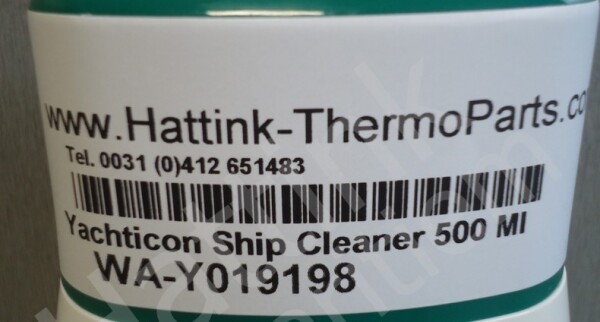 www.Hattink-ThermoParts.co
Tel. 0031 (0)412 651483
Yachticon Ship Cleaner 500 Ml
WA-Y019198